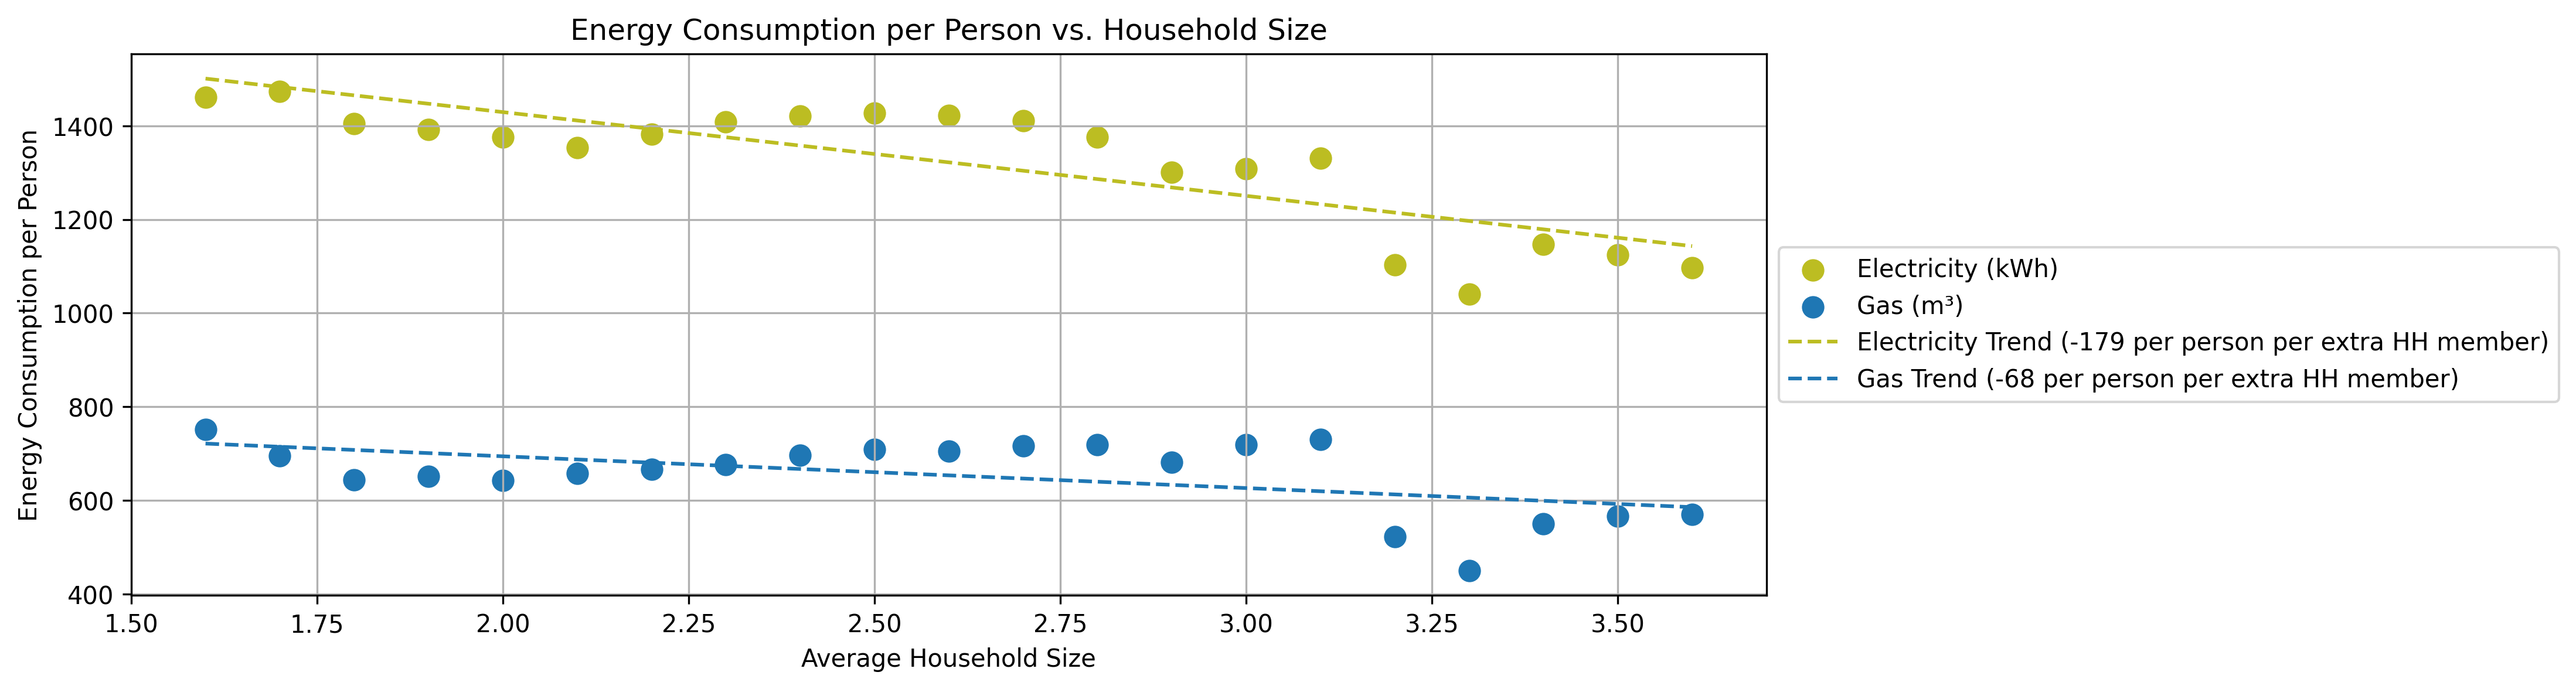 Energy Consumption per Person vs. Household Size
Energy Consumption per Person
1400
1200
1000
800
600
400
1.50 1.75 2.00 2.25 2.50 2.75 3.00 3.25 3.50
Average Household Size
Electricity (kWh)
Gas (m³)
Electricity Trend (-179 per person per extra HH member)
Gas Trend (-68 per person per extra HH member)